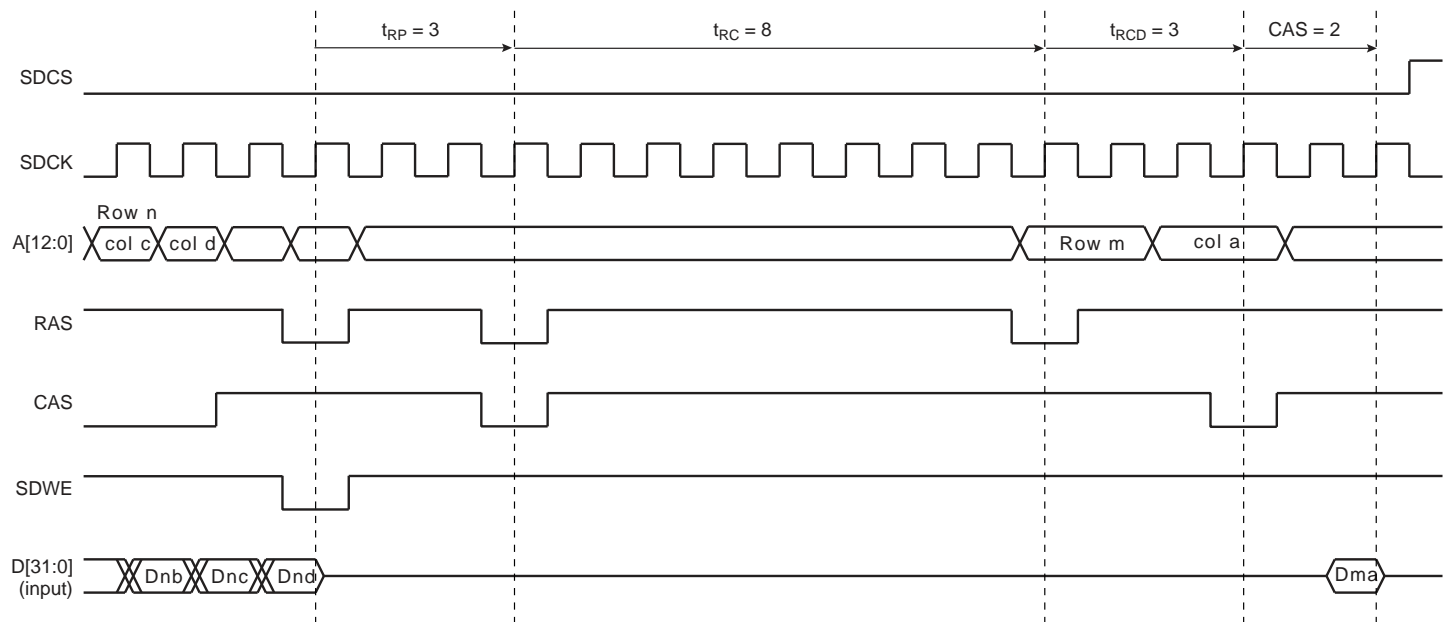 tRP = 3
tRC = 8
tRCD = 3
CAS = 2
SDCS
SDCK
Row n
A[12:0]
col c
col d
Row m
col a
RAS
CAS
SDWE
D[31:0]
(input)
Dnb
Dnc
Dnd
Dma